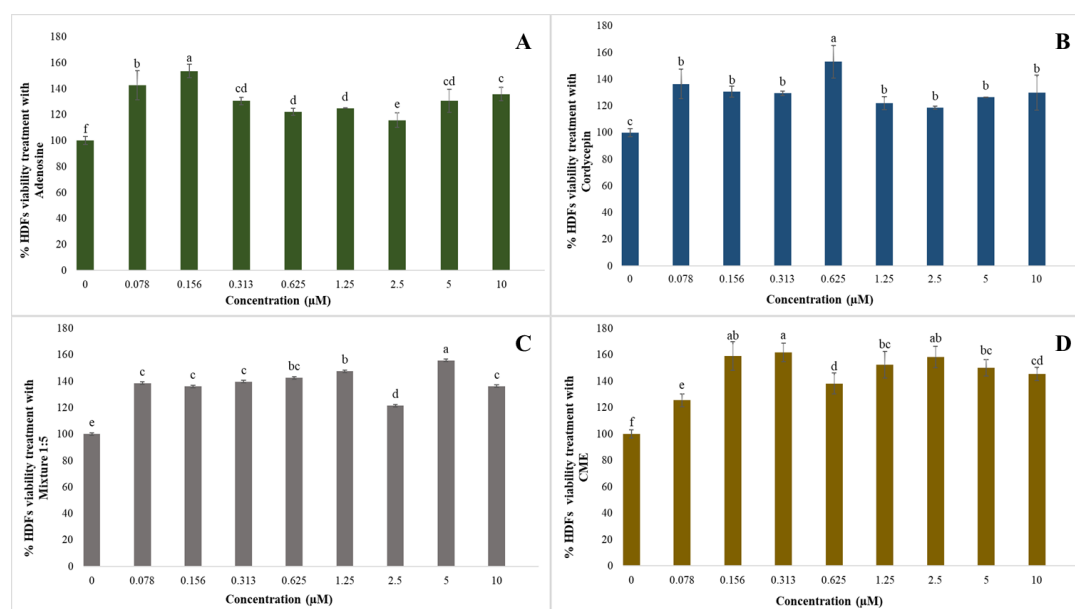 A
% HDFs viability treatment with
Adenosine
180
160
140
120
100
80
60
40
20
0
f
b
a
cd
d
d
e
cd
c
0 0.078 0.156 0.313 0.625 1.25 2.5 5 10
Concentration (µM)
B
% HDFs viability treatment with
Cordycepin
180
160
140
120
100
80
60
40
20
0
c
b
b
b
a
b
b
b
b
0 0.078 0.156 0.313 0.625 1.25 2.5 5 10
Concentration (µM)
C
% HDFs viability treatment with
Mixture 1:5
180
160
140
120
100
80
60
40
20
0
e
c
c
c
bc
b
d
a
c
0 0.078 0.156 0.313 0.625 1.25 2.5 5 10
Concentration (µM)
D
% HDFs viability treatment with
CME
180
160
140
120
100
80
60
40
20
0
f
e
ab
a
d
bc
ab
bc
cd
0 0.078 0.156 0.313 0.625 1.25 2.5 5 10
Concentration (µM)